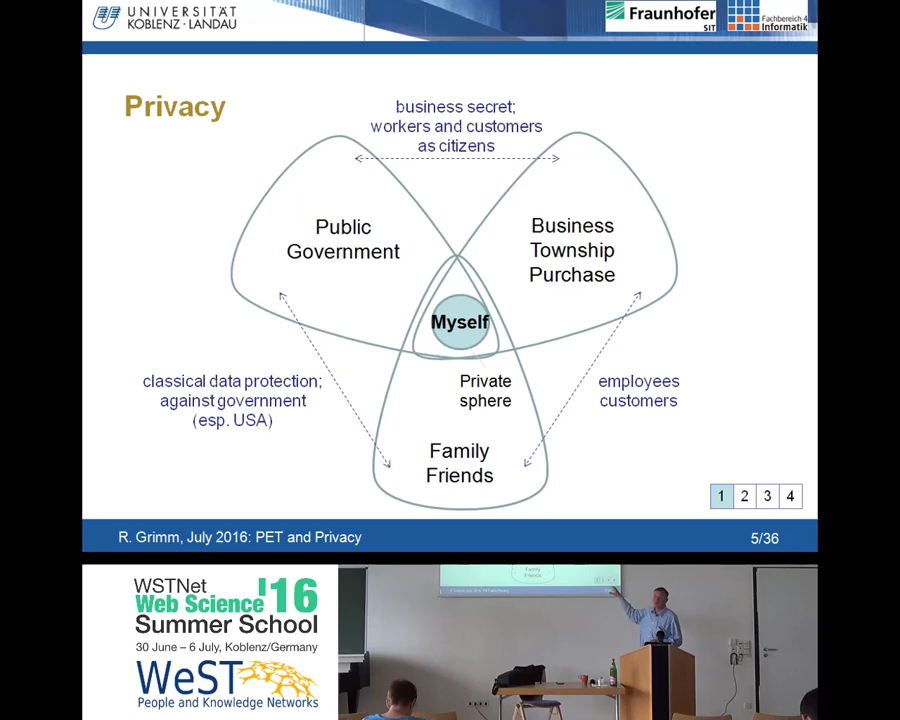 UNIVERSITÄT
KOBLENZ · LANDAU
Fraunhofer
SIT
Fachbereich 4
Informatik
Privacy
business secret;
workers and customers
as citizens
Public
Government
Business
Township
Purchase
Myself
classical data protection;
against government
(esp. USA)
Private
sphere
employees
customers
Family
Friends
1 2 3 4
R. Grimm, July 2016: PET and Privacy
5/36
WSTNet
Web Science '16
Summer School
30 June – 6 July, Koblenz/Germany
WeST
People and Knowledge Networks
Family
Friends